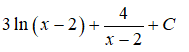 3 ln (x − 2) + 4/(x − 2) + C